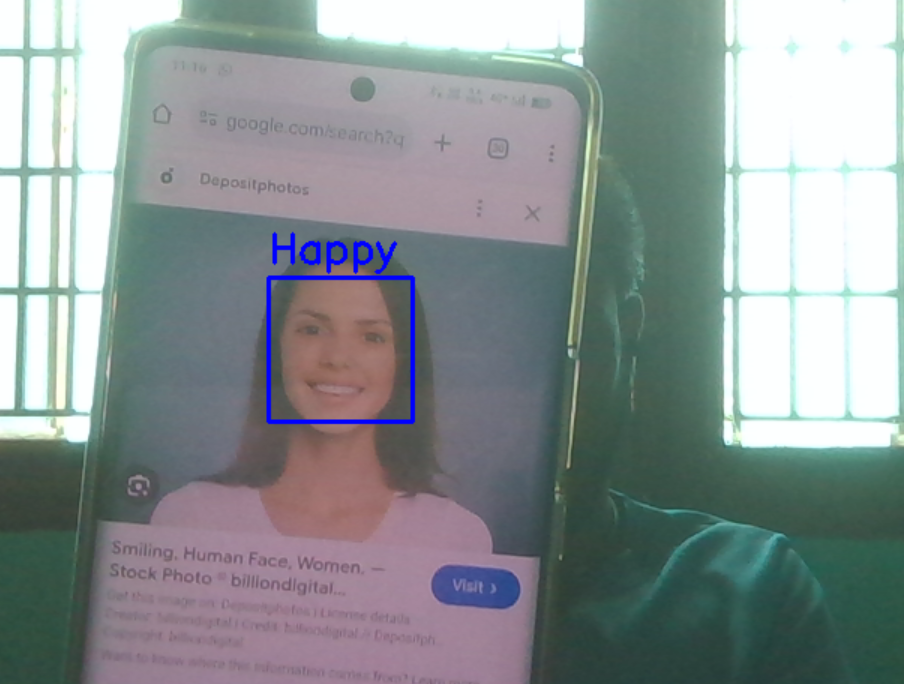 11:16
google.com/search?q
Depositphotos
Happy
Smiling, Human Face, Women, —
Stock Photo ® billiondigital...
Visit ›
Get this image on: Depositphotos | License details
Creator: billiondigital | Credit: billiondigital // Depositph...
Copyright: billiondigital
Want to know where this information comes from? Learn more